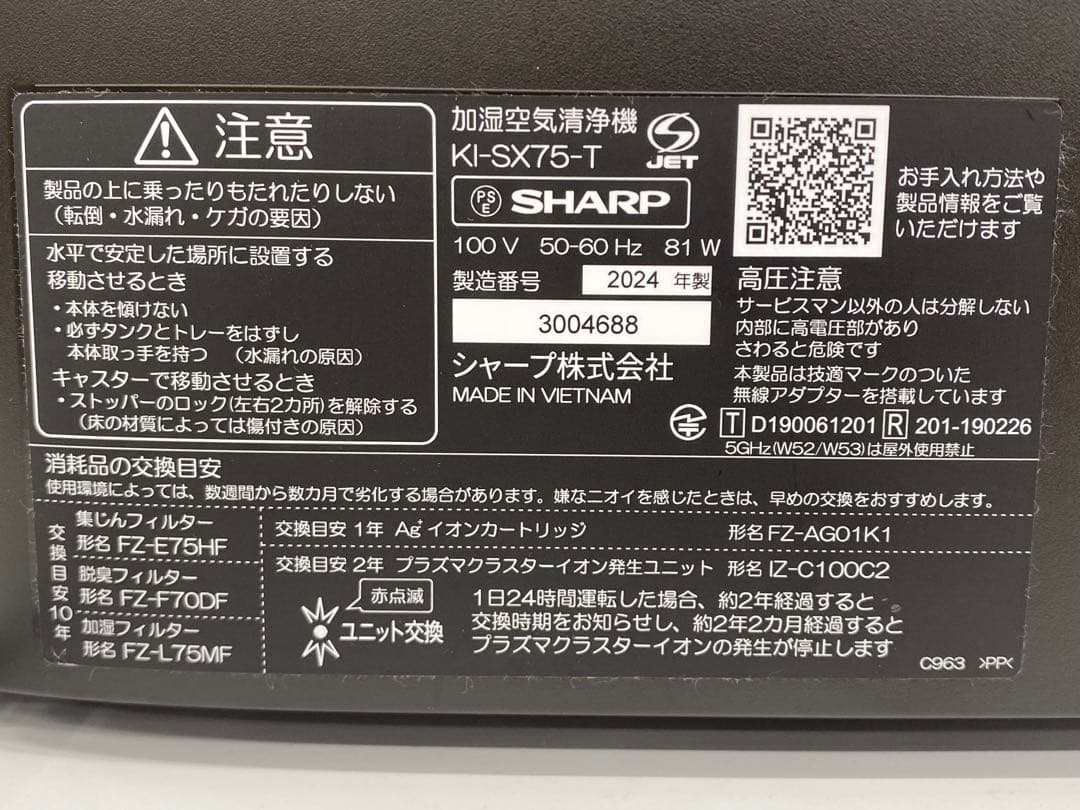 注意
製品の上に乗ったりもたれたりしない
（転倒・水漏れ・ケガの要因）
水平で安定した場所に設置する
移動させるとき
・本体を傾けない
・必ずタンクとトレーをはずし
本体取っ手を持つ （水漏れの原因）
キャスターで移動させるとき
・ストッパーのロック(左右2カ所)を解除する
（床の材質によっては傷付きの原因）
加湿空気清浄機
KI-SX75-T
S JET
PS E SHARP
100 V 50-60 Hz 81 W
製造番号 2024 年製
3004688
シャープ株式会社
MADE IN VIETNAM
お手入れ方法や
製品情報をご覧
いただけます
高圧注意
サービスマン以外の人は分解しない
内部に高電圧部があり
さわると危険です
本製品は技適マークのついた
無線アダプターを搭載しています
T D190061201 R 201-190226
5GHz(W52/W53)は屋外使用禁止
消耗品の交換目安
使用環境によっては、数週間から数カ月で劣化する場合があります。嫌なニオイを感じたときは、早めの交換をおすすめします。
交換目安10年
集じんフィルター
形名 FZ-E75HF
脱臭フィルター
形名 FZ-F70DF
加湿フィルター
形名 FZ-L75MF
交換目安 1年 Ag⁺イオンカートリッジ 形名 FZ-AG01K1
交換目安 2年 プラズマクラスターイオン発生ユニット 形名 IZ-C100C2
赤点滅
ユニット交換
1日24時間運転した場合、約2年経過すると
交換時期をお知らせし、約2年2カ月経過すると
プラズマクラスターイオンの発生が停止します
C963 >PP<